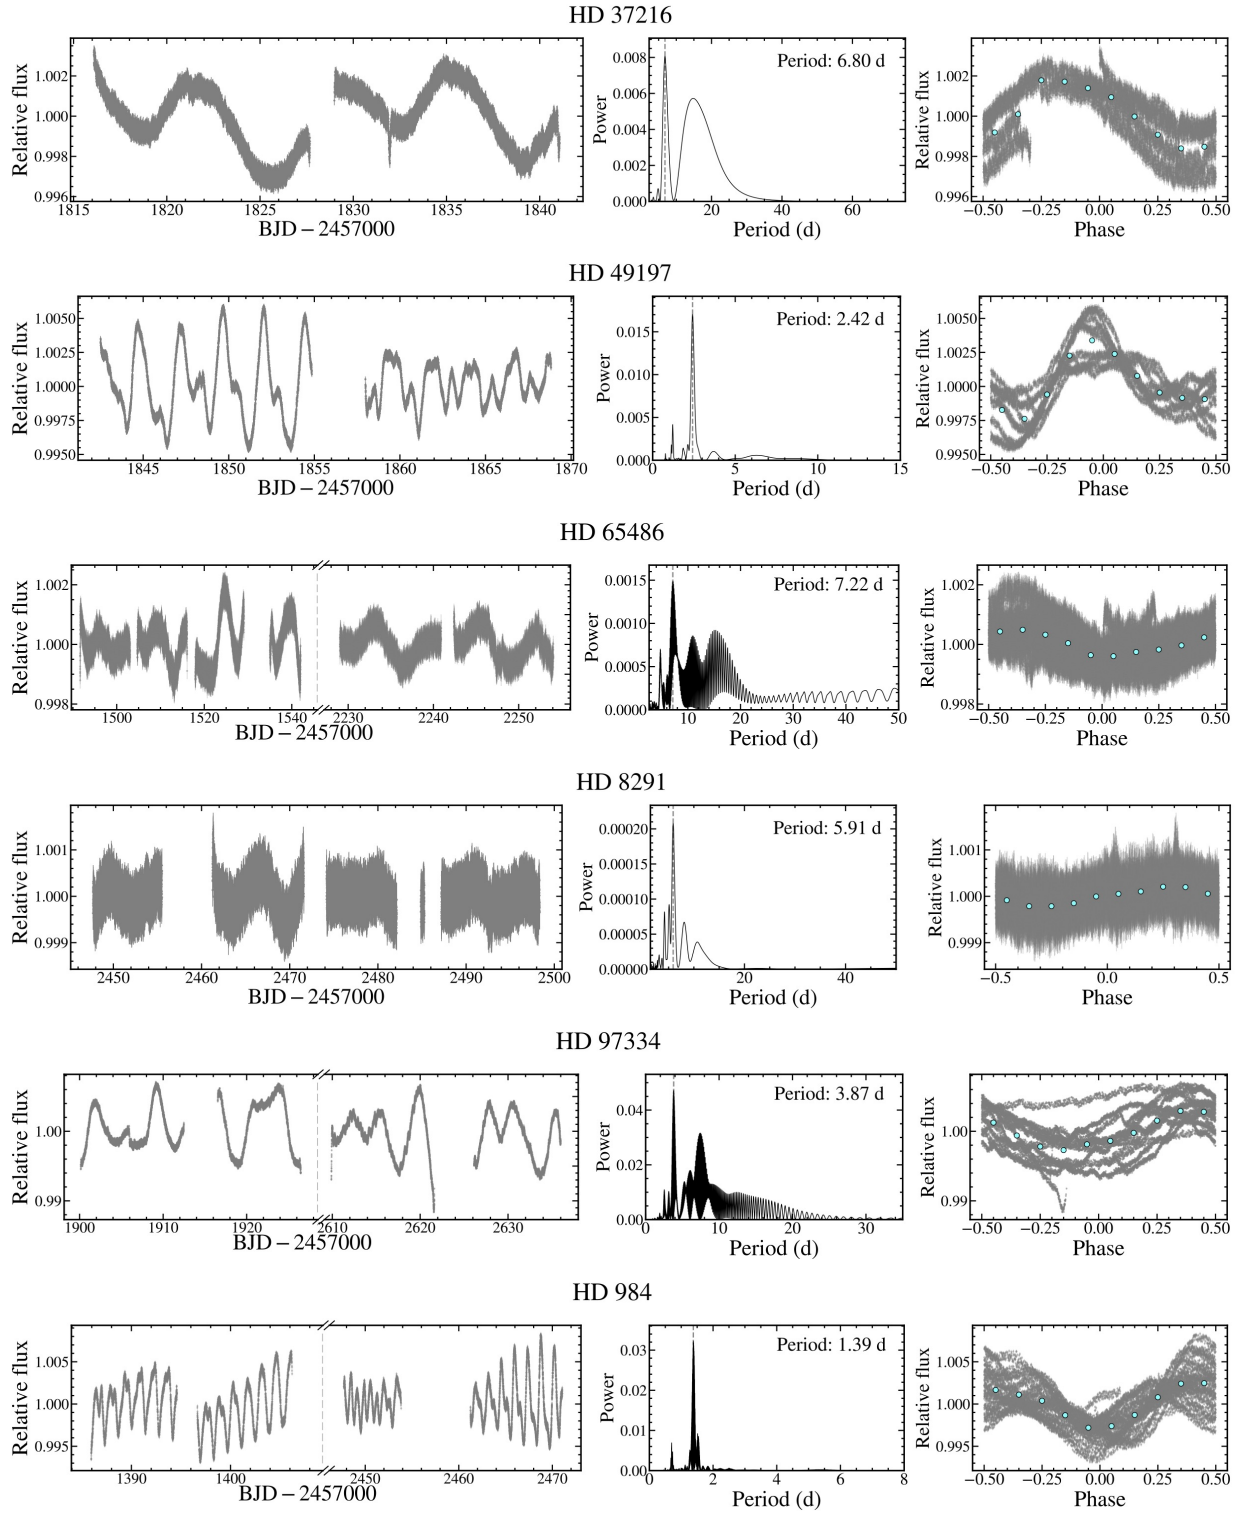 HD 37216
Relative flux
1.002
1.000
0.998
0.996
1815 1820 1825 1830 1835 1840
BJD − 2457000
Power
0.008
0.006
0.004
0.002
0.000
Period: 6.80 d
20 40 60
Period (d)
Relative flux
1.002
1.000
0.998
0.996
−0.50 −0.25 0.00 0.25 0.50
Phase
HD 49197
Relative flux
1.0050
1.0025
1.0000
0.9975
0.9950
1845 1850 1855 1860 1865 1870
BJD − 2457000
Power
0.015
0.010
0.005
0.000
Period: 2.42 d
0 5 10 15
Period (d)
Relative flux
1.0050
1.0025
1.0000
0.9975
0.9950
−0.50 −0.25 0.00 0.25 0.50
Phase
HD 65486
Relative flux
1.002
1.000
0.998
1500 1520 1540 2230 2240 2250
BJD − 2457000
Power
0.0015
0.0010
0.0005
0.0000
Period: 7.22 d
10 20 30 40 50
Period (d)
Relative flux
1.002
1.000
0.998
−0.50 −0.25 0.00 0.25 0.50
Phase
HD 8291
Relative flux
1.001
1.000
0.999
2450 2460 2470 2480 2490 2500
BJD − 2457000
Power
0.00020
0.00015
0.00010
0.00005
0.00000
Period: 5.91 d
20 40
Period (d)
Relative flux
1.001
1.000
0.999
−0.5 0.0 0.5
Phase
HD 97334
Relative flux
1.00
0.99
1900 1910 1920 2610 2620 2630
BJD − 2457000
Power
0.04
0.02
0.00
Period: 3.87 d
0 10 20 30
Period (d)
Relative flux
1.00
0.99
−0.50 −0.25 0.00 0.25 0.50
Phase
HD 984
Relative flux
1.005
1.000
0.995
1390 1400 2450 2460 2470
BJD − 2457000
Power
0.03
0.02
0.01
0.00
Period: 1.39 d
0 2 4 6 8
Period (d)
Relative flux
1.005
1.000
0.995
−0.50 −0.25 0.00 0.25 0.50
Phase